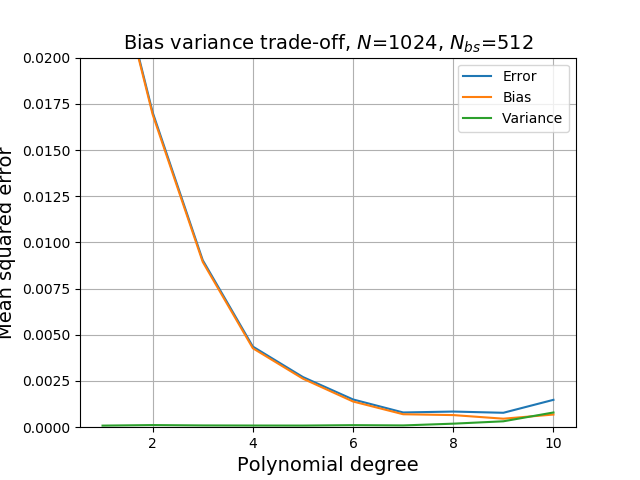 Bias variance trade-off, N=1024, N_bs=512
Mean squared error
0.0200
0.0175
0.0150
0.0125
0.0100
0.0075
0.0050
0.0025
0.0000
Error
Bias
Variance
2 4 6 8 10
Polynomial degree